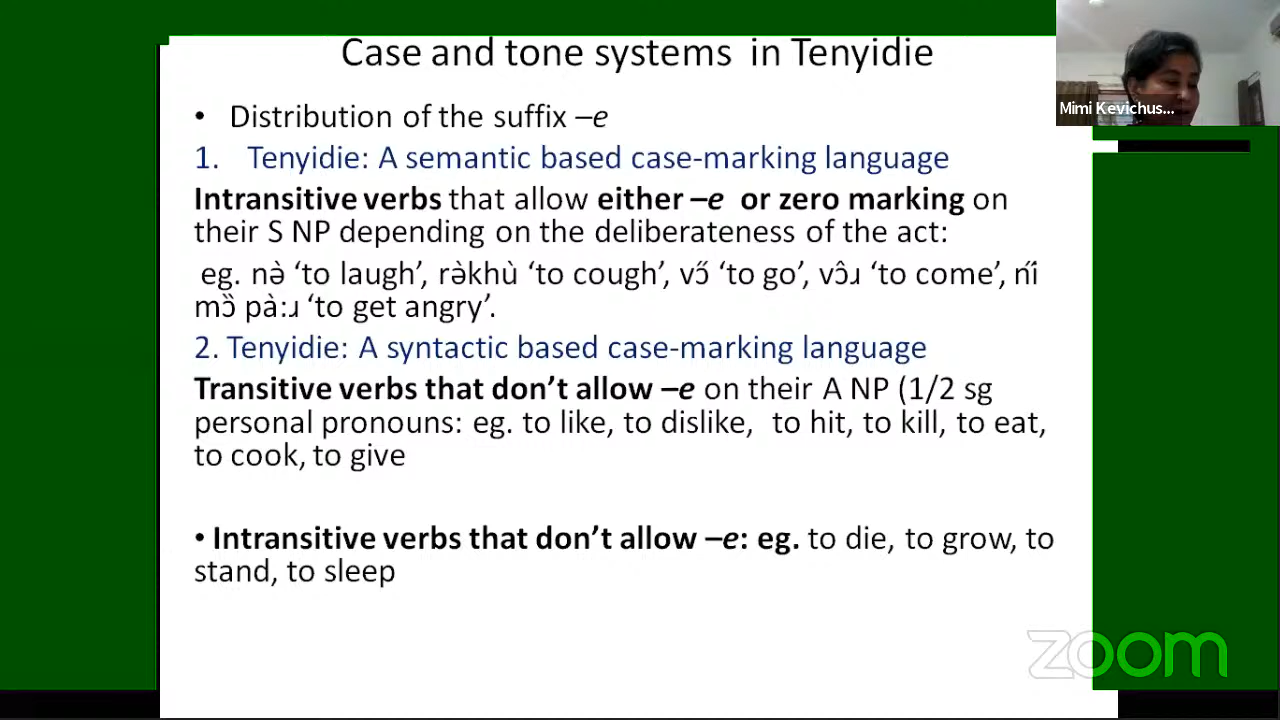 Case and tone systems in Tenyidie
• Distribution of the suffix –e
1. Tenyidie: A semantic based case-marking language
Intransitive verbs that allow either –e or zero marking on
their S NP depending on the deliberateness of the act:
eg. nə̀ ‘to laugh’, rə̀khù ‘to cough’, vɔ̋ ‘to go’, vɔ̂ɹ ‘to come’, ńı̋
mɔ̏ pà:ɹ ‘to get angry’.
2. Tenyidie: A syntactic based case-marking language
Transitive verbs that don’t allow –e on their A NP (1/2 sg
personal pronouns: eg. to like, to dislike, to hit, to kill, to eat,
to cook, to give
• Intransitive verbs that don’t allow –e: eg. to die, to grow, to
stand, to sleep
Mimi Kevichus...
zoom